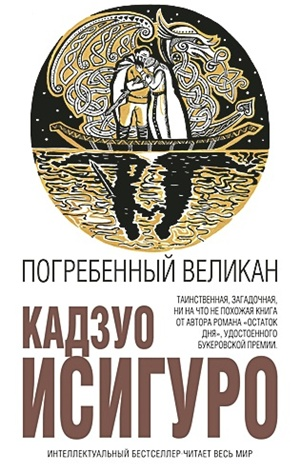 ПОГРЕБЕННЫЙ ВЕЛИКАН
ТАИНСТВЕННАЯ, ЗАГАДОЧНАЯ,
НИ НА ЧТО НЕ ПОХОЖАЯ КНИГА
ОТ АВТОРА РОМАНА «ОСТАТОК
ДНЯ», УДОСТОЕННОГО
БУКЕРОВСКОЙ ПРЕМИИ.
КАДЗУО
ИСИГУРО
ИНТЕЛЛЕКТУАЛЬНЫЙ БЕСТСЕЛЛЕР ЧИТАЕТ ВЕСЬ МИР